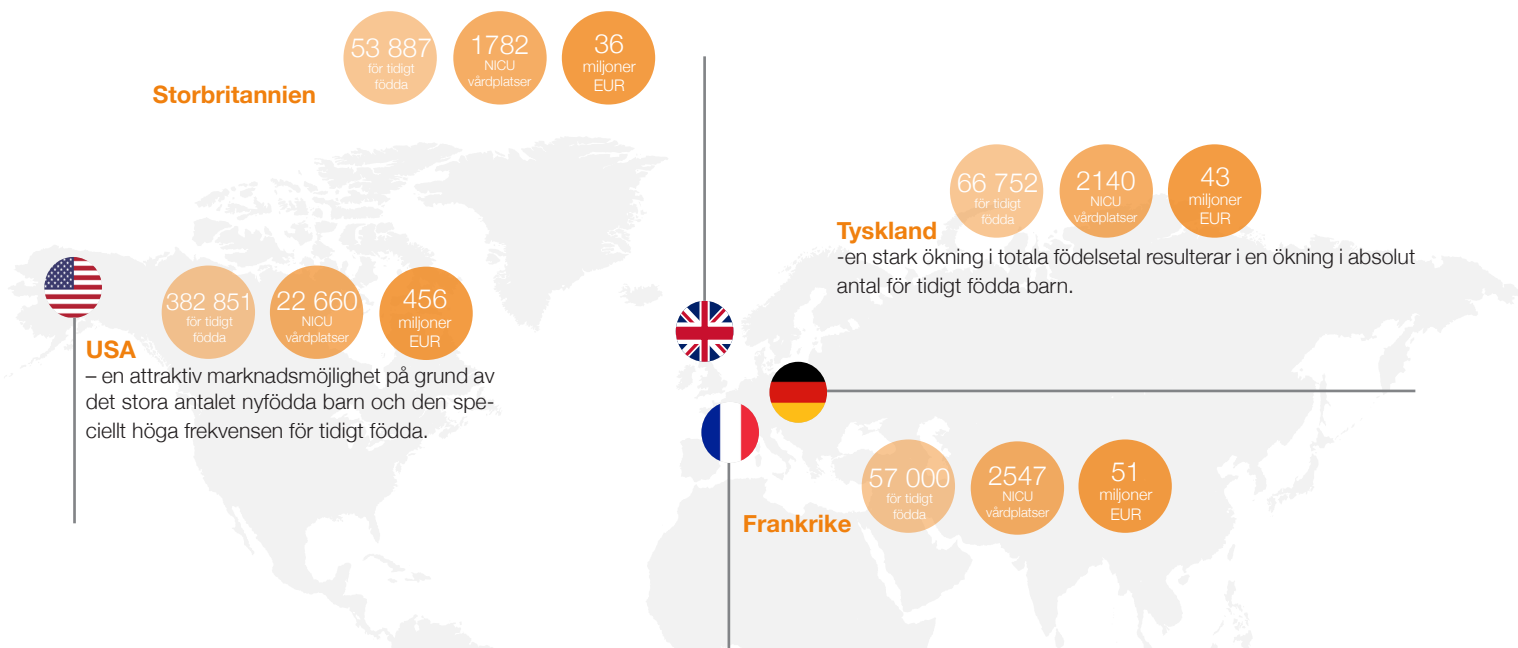 53 887
för tidigt
födda
1782
NICU
vårdplatser
36
miljoner
EUR
Storbritannien
66 752
för tidigt
födda
2140
NICU
vårdplatser
43
miljoner
EUR
Tyskland
-en stark ökning i totala födelsetal resulterar i en ökning i absolut
antal för tidigt födda barn.
382 851
för tidigt
födda
22 660
NICU
vårdplatser
456
miljoner
EUR
USA
– en attraktiv marknadsmöjlighet på grund av
det stora antalet nyfödda barn och den spe-
ciellt höga frekvensen för tidigt födda.
57 000
för tidigt
födda
2547
NICU
vårdplatser
51
miljoner
EUR
Frankrike